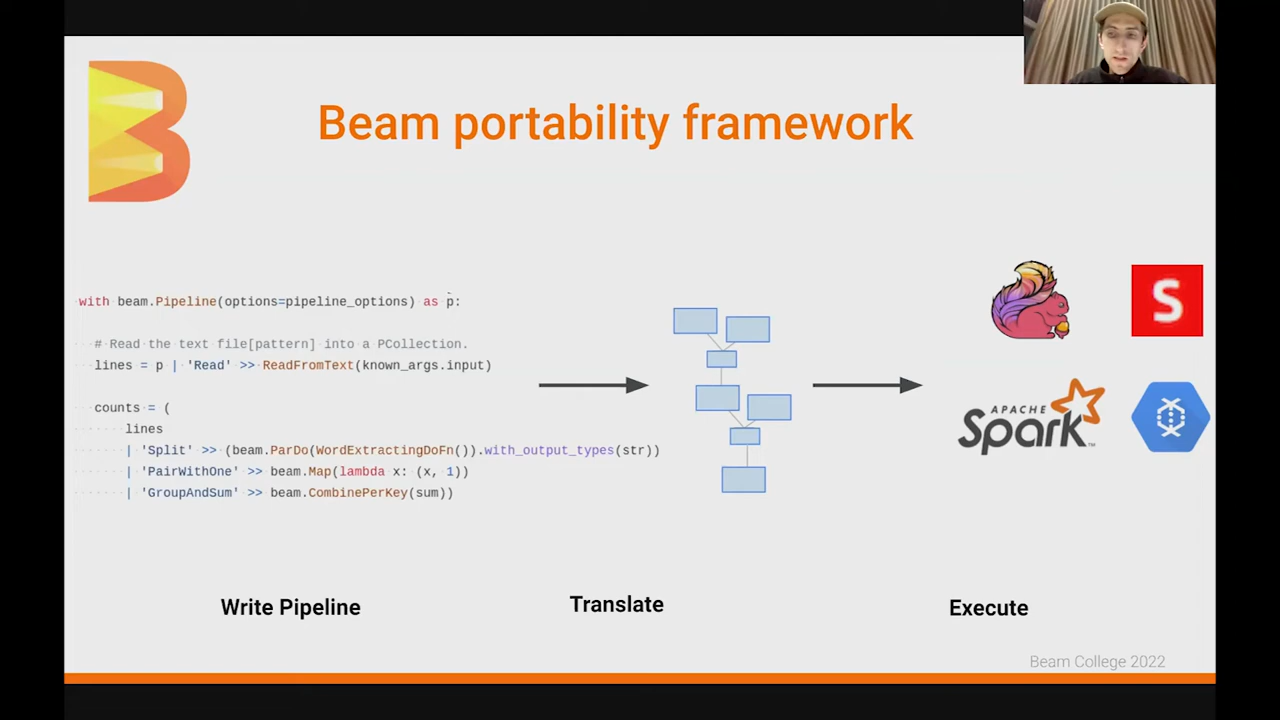 Beam portability framework
with beam.Pipeline(options=pipeline_options) as p:
# Read the text file[pattern] into a PCollection.
lines = p | 'Read' >> ReadFromText(known_args.input)
counts = (
lines
| 'Split' >> (beam.ParDo(WordExtractingDoFn()).with_output_types(str))
| 'PairWithOne' >> beam.Map(lambda x: (x, 1))
| 'GroupAndSum' >> beam.CombinePerKey(sum))
S
APACHE
Spark™
Write Pipeline
Translate
Execute
Beam College 2022